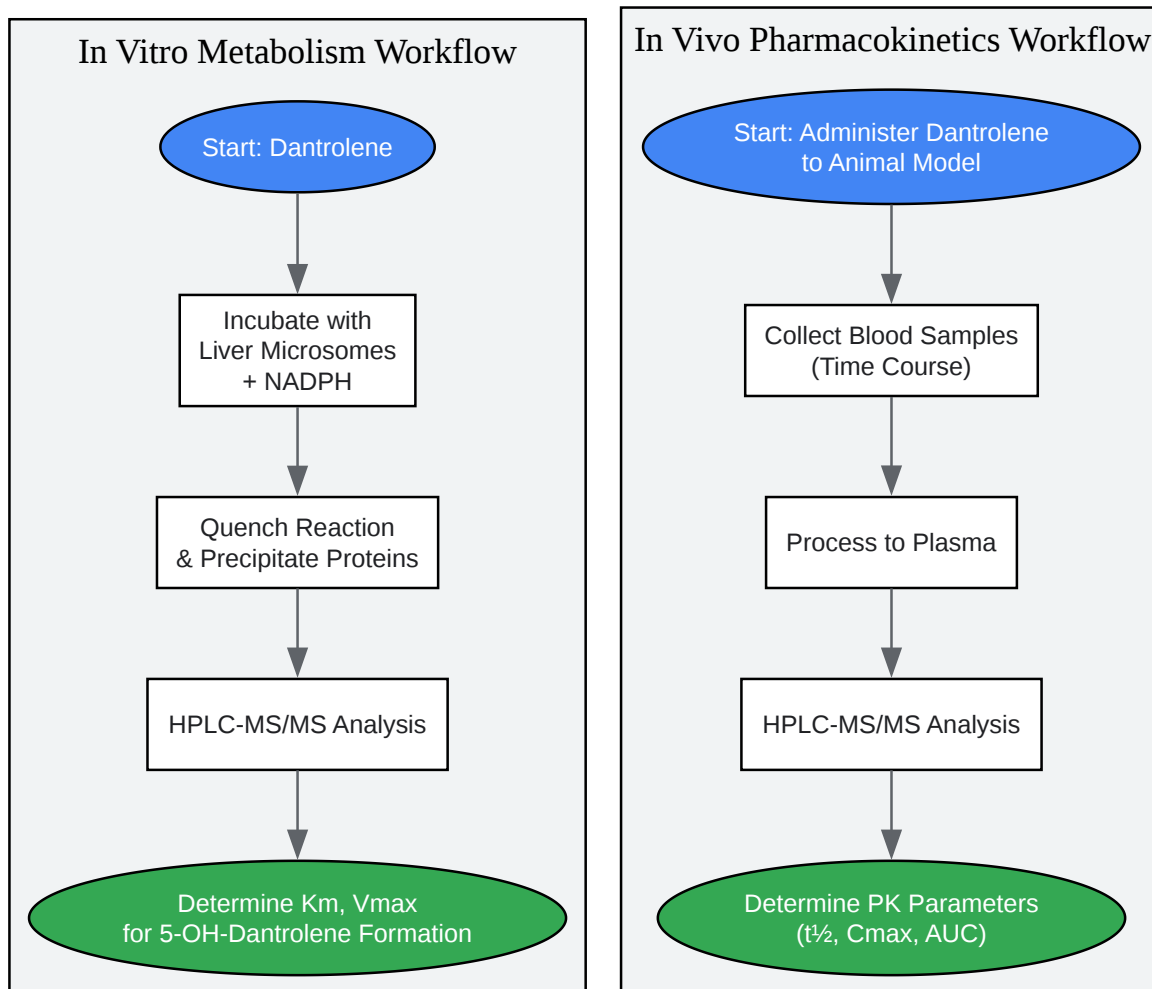 In Vitro Metabolism Workflow
Start: Dantrolene
Incubate with
Liver Microsomes
+ NADPH
Quench Reaction
& Precipitate Proteins
HPLC-MS/MS Analysis
Determine Km, Vmax
for 5-OH-Dantrolene Formation
In Vivo Pharmacokinetics Workflow
Start: Administer Dantrolene
to Animal Model
Collect Blood Samples
(Time Course)
Process to Plasma
HPLC-MS/MS Analysis
Determine PK Parameters
(t½, Cmax, AUC)